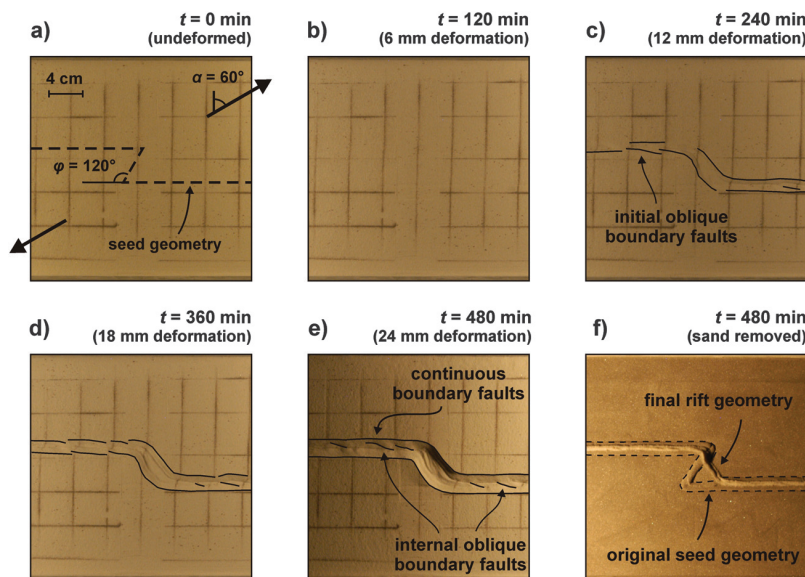 a)
t = 0 min
(undeformed)
4 cm
α = 60°
φ = 120°
seed geometry
b)
t = 120 min
(6 mm deformation)
c)
t = 240 min
(12 mm deformation)
initial oblique
boundary faults
d)
t = 360 min
(18 mm deformation)
e)
t = 480 min
(24 mm deformation)
continuous
boundary faults
internal oblique
boundary faults
f)
t = 480 min
(sand removed)
final rift geometry
original seed geometry